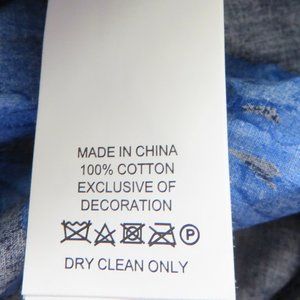 MADE IN CHINA
100% COTTON
EXCLUSIVE OF
DECORATION
P
DRY CLEAN ONLY